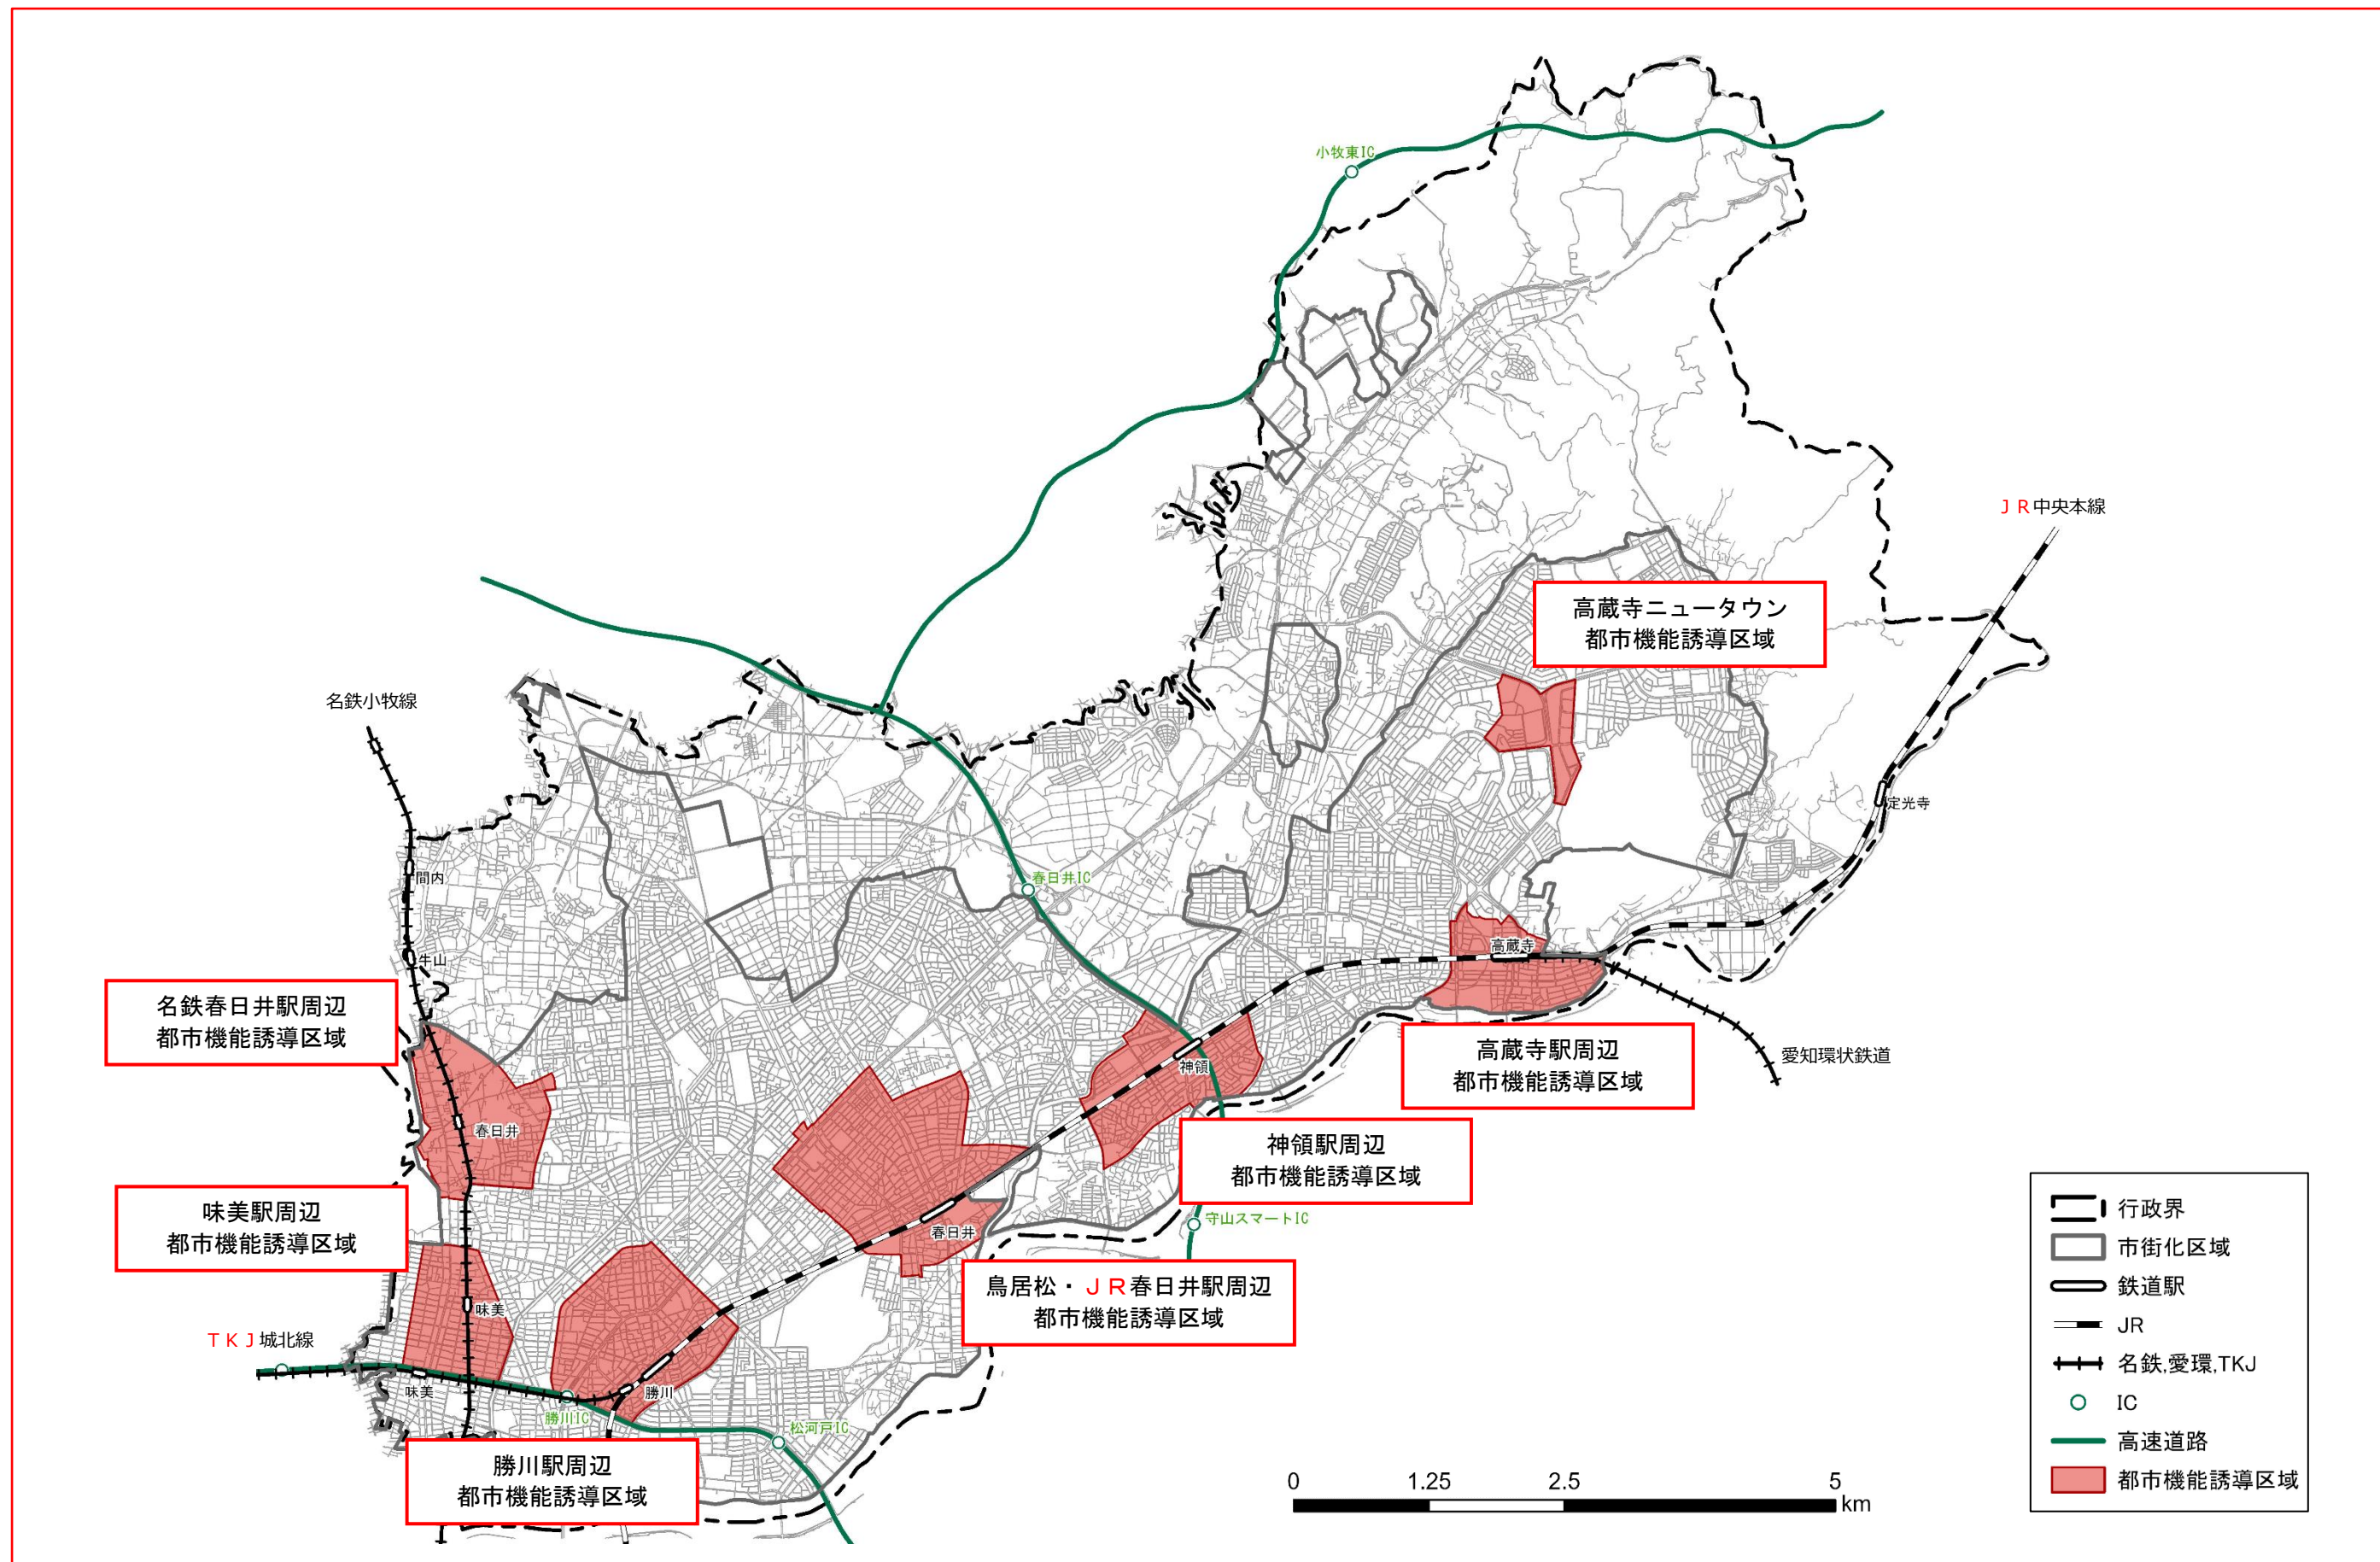 小牧東IC
JR中央本線
高蔵寺ニュータウン
都市機能誘導区域
名鉄小牧線
定光寺
間内
春日井IC
牛山
高蔵寺
名鉄春日井駅周辺
都市機能誘導区域
高蔵寺駅周辺
都市機能誘導区域
愛知環状鉄道
神領
春日井
神領駅周辺
都市機能誘導区域
味美駅周辺
都市機能誘導区域
守山スマートIC
春日井
鳥居松・JR春日井駅周辺
都市機能誘導区域
味美
TKJ城北線
味美
勝川
勝川IC
松河戸IC
勝川駅周辺
都市機能誘導区域
0 1.25 2.5 5
km
行政界
市街化区域
鉄道駅
JR
名鉄,愛環,TKJ
IC
高速道路
都市機能誘導区域